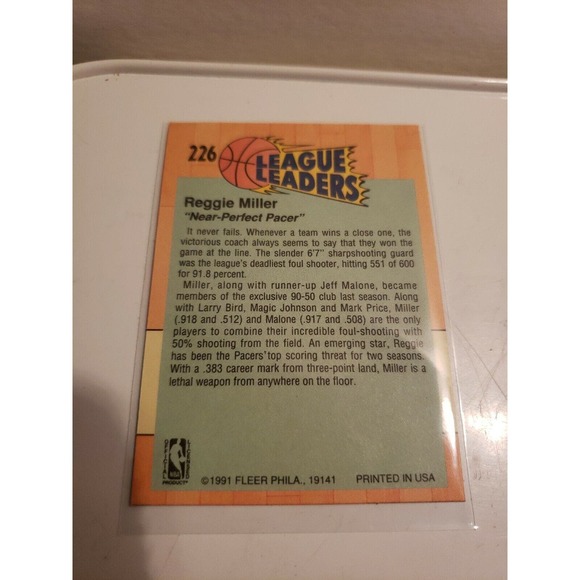 226
LEAGUE
LEADERS
Reggie Miller
"Near-Perfect Pacer"
It never fails. Whenever a team wins a close one, the
victorious coach always seems to say that they won the
game at the line. The slender 6'7" sharpshooting guard
was the league's deadliest foul shooter, hitting 551 of 600
for 91.8 percent.
Miller, along with runner-up Jeff Malone, became
members of the exclusive 90-50 club last season. Along
with Larry Bird, Magic Johnson and Mark Price, Miller
(.918 and .512) and Malone (.917 and .508) are the only
players to combine their incredible foul-shooting with
50% shooting from the field. An emerging star, Reggie
has been the Pacers' top scoring threat for two seasons.
With a .383 career mark from three-point land, Miller is a
lethal weapon from anywhere on the floor.
OFFICIAL
LICENSED
NBA
PRODUCT
©1991 FLEER PHILA., 19141 PRINTED IN USA